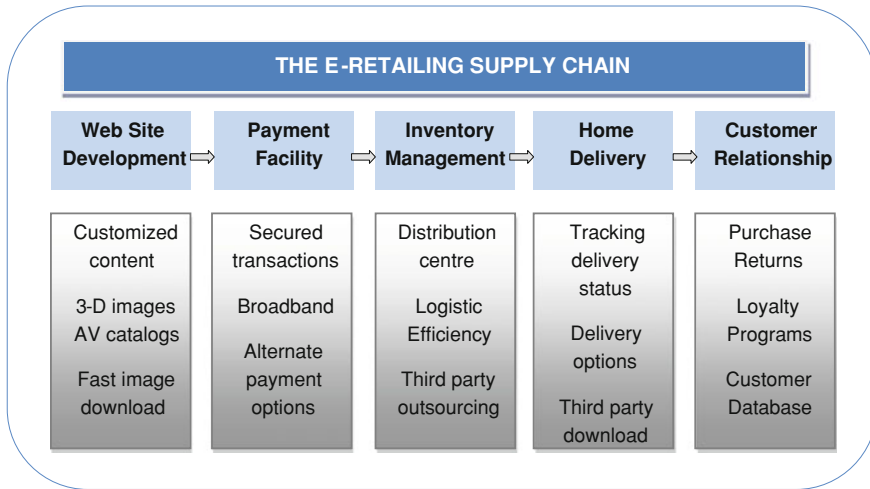 THE E-RETAILING SUPPLY CHAIN
Web Site
Development
Payment
Facility
Inventory
Management
Home
Delivery
Customer
Relationship
Customized
content
3-D images
AV catalogs
Fast image
download
Secured
transactions
Broadband
Alternate
payment
options
Distribution
centre
Logistic
Efficiency
Third party
outsourcing
Tracking
delivery
status
Delivery
options
Third party
download
Purchase
Returns
Loyalty
Programs
Customer
Database